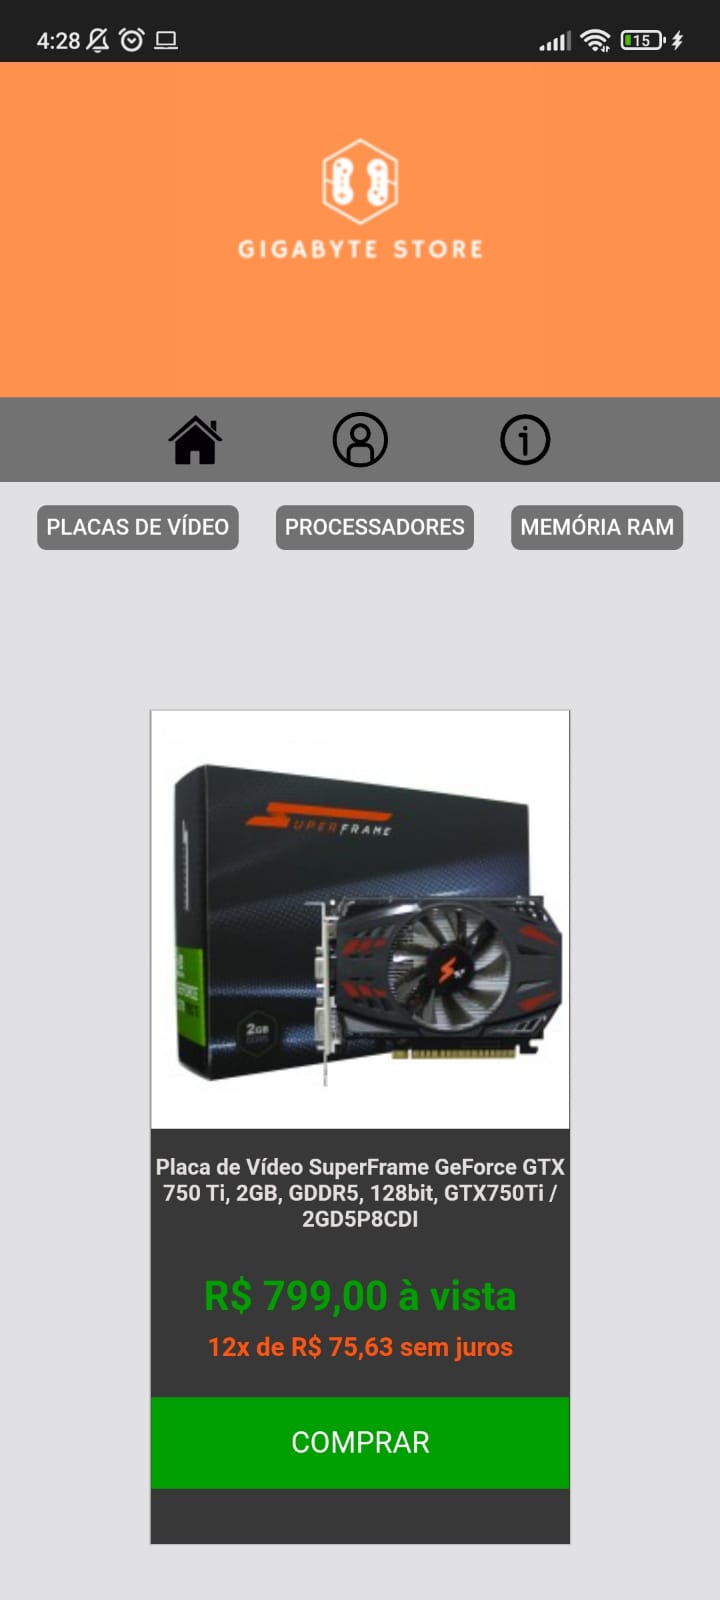 4:28
15
GIGABYTE STORE
PLACAS DE VÍDEO
PROCESSADORES
MEMÓRIA RAM
SUPERFRAME
2GB
Placa de Vídeo SuperFrame GeForce GTX
750 Ti, 2GB, GDDR5, 128bit, GTX750Ti /
2GD5P8CDI
R$ 799,00 à vista
12x de R$ 75,63 sem juros
COMPRAR